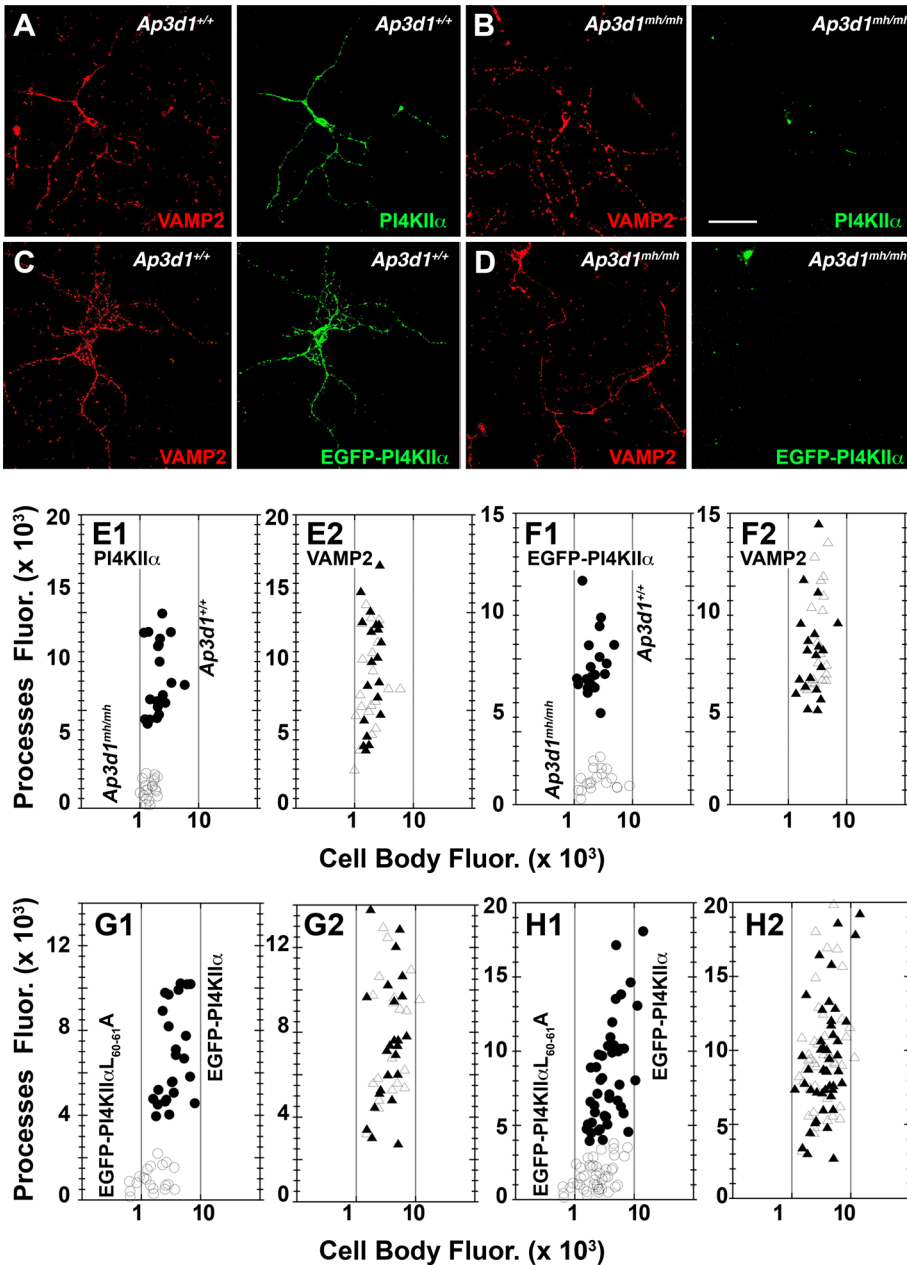 A Ap3d1+/+ Ap3d1+/+ B Ap3d1mh/mh Ap3d1mh/mh
VAMP2 PI4KIIα VAMP2 PI4KIIα
C Ap3d1+/+ Ap3d1+/+ D Ap3d1mh/mh Ap3d1mh/mh
VAMP2 EGFP-PI4KIIα VAMP2 EGFP-PI4KIIα
Processes Fluor. (x 10³)
20
15
10
5
0
E1
PI4KIIα
Ap3d1+/+
Ap3d1mh/mh
1 10
20
15
10
5
0
E2
VAMP2
1 10
15
10
5
0
F1
EGFP-PI4KIIα
Ap3d1+/+
Ap3d1mh/mh
1 10
15
10
5
0
F2
VAMP2
1 10
Cell Body Fluor. (x 10³)
Processes Fluor. (x 10³)
12
8
4
0
G1
EGFP-PI4KIIαL60-61A
EGFP-PI4KIIα
1 10
12
8
4
0
G2
1 10
20
15
10
5
0
H1
EGFP-PI4KIIαL60-61A
EGFP-PI4KIIα
1 10
20
15
10
5
0
H2
1 10
Cell Body Fluor. (x 10³)